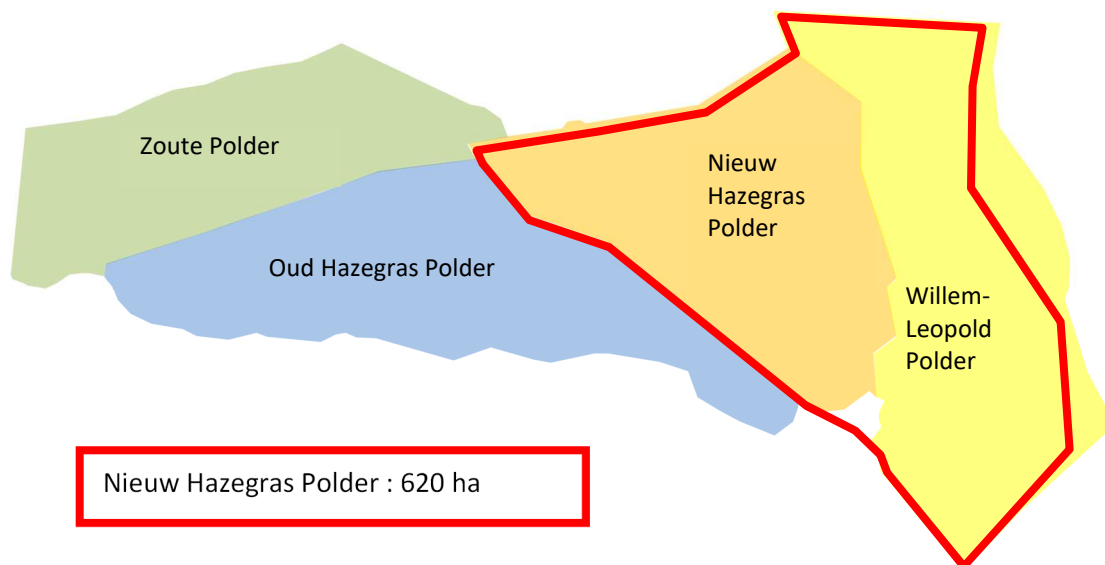 Zoute Polder
Oud Hazegras Polder
Nieuw
Hazegras
Polder
Willem-
Leopold
Polder
Nieuw Hazegras Polder : 620 ha